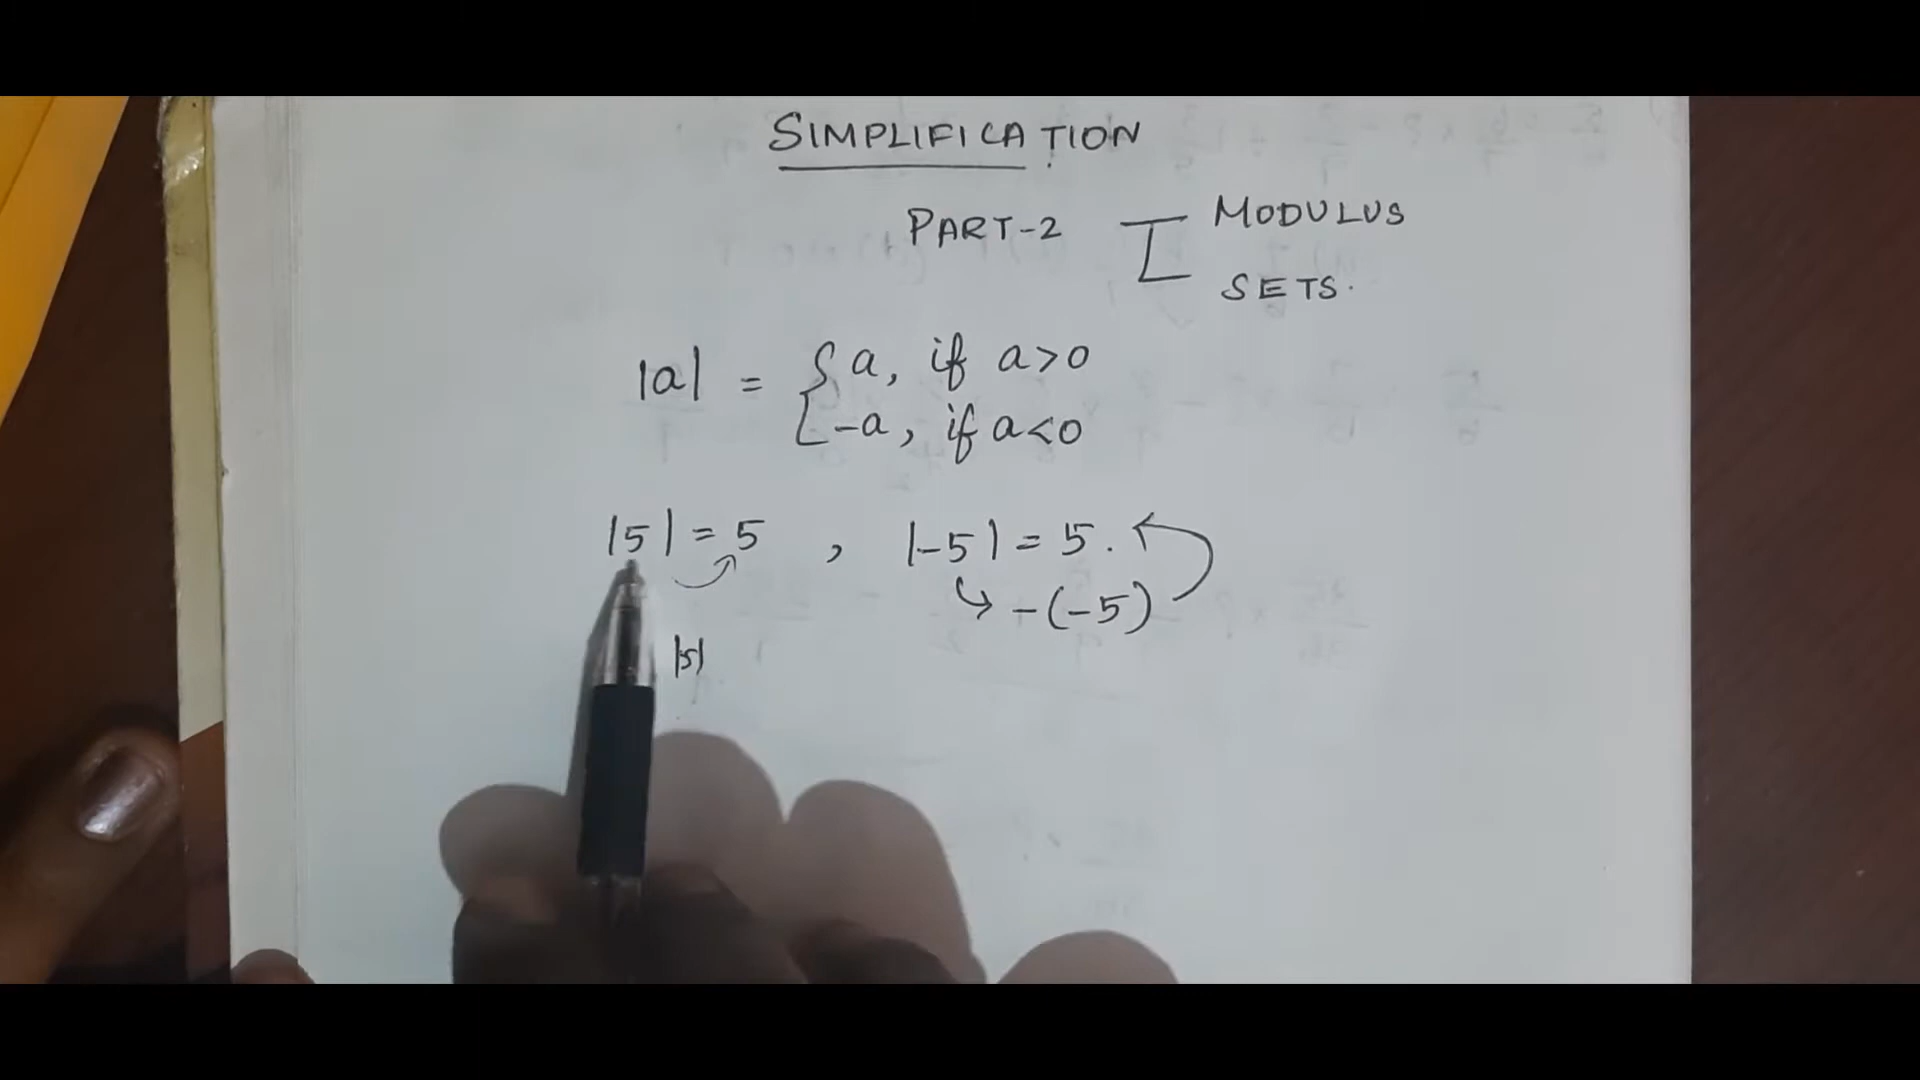 SIMPLIFICATION
PART-2 MODULUS
SETS.
|a| = { a, if a>0
-a, if a<0
|5| = 5 , |-5| = 5.
-(-5)
|5|